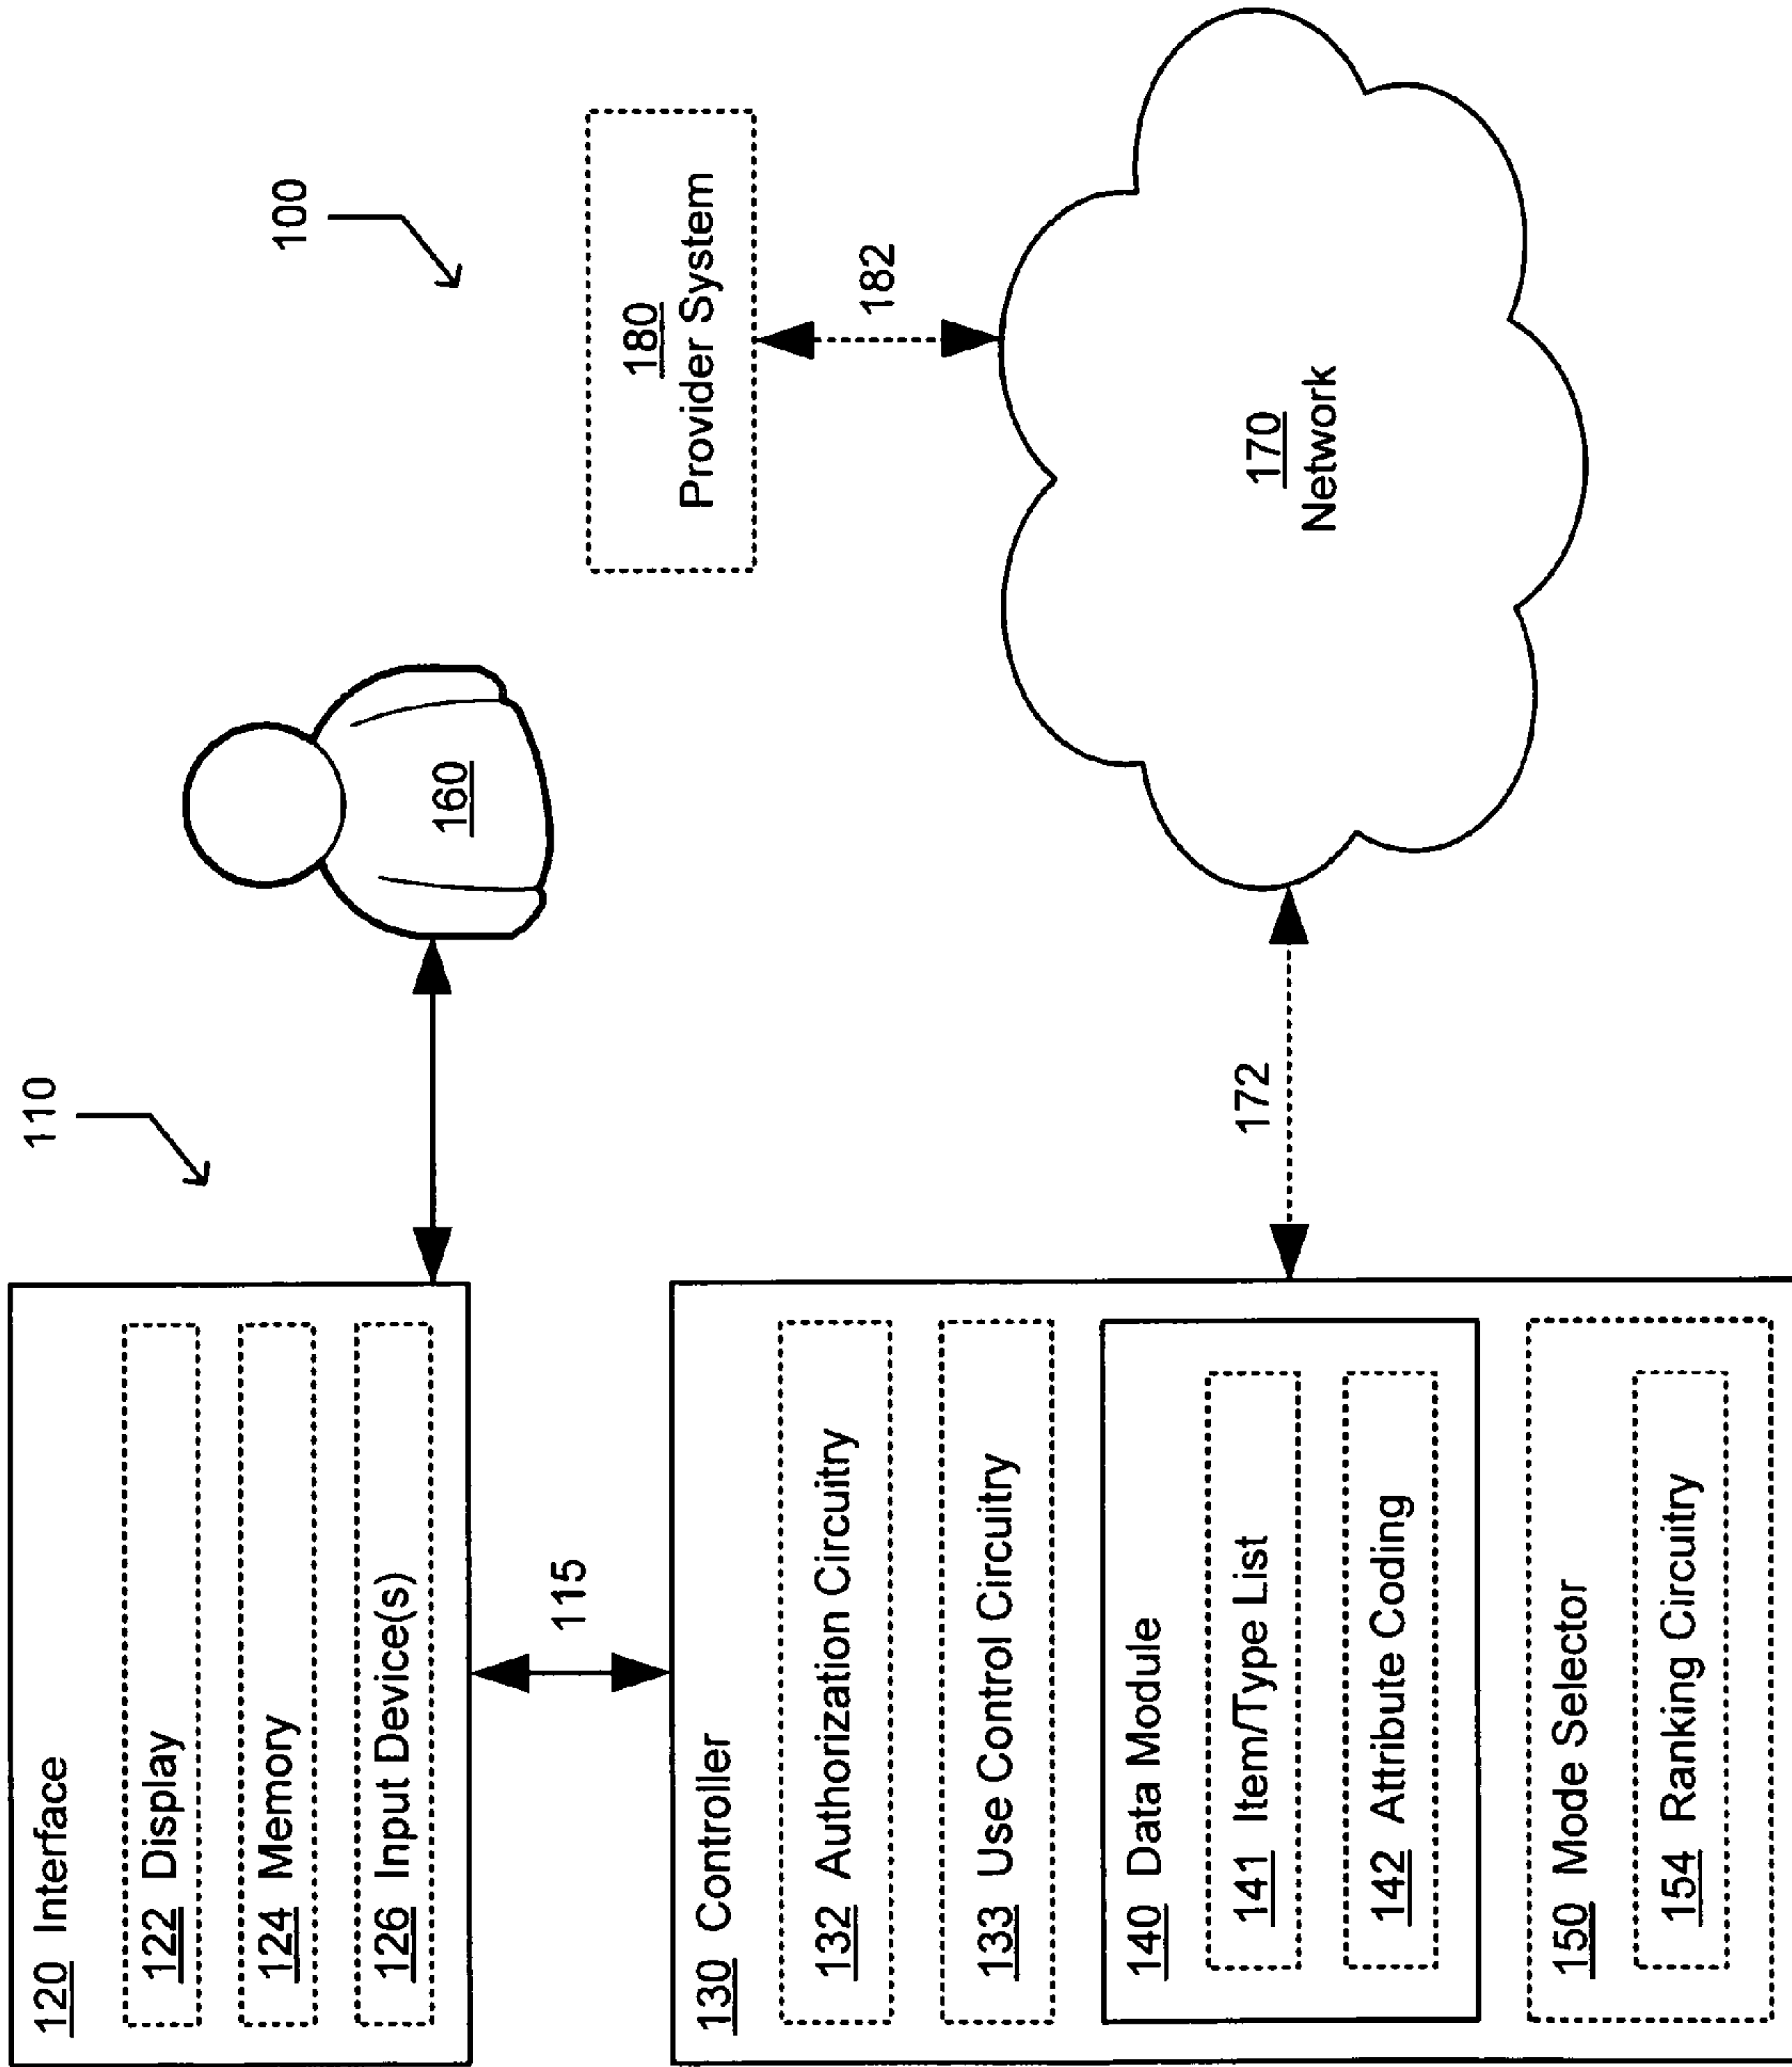 110
100
120 Interface
122 Display
124 Memory
126 Input Device(s)
160
180
Provider System
182
115
130 Controller
132 Authorization Circuitry
133 Use Control Circuitry
140 Data Module
141 Item/Type List
142 Attribute Coding
150 Mode Selector
154 Ranking Circuitry
172
170
Network